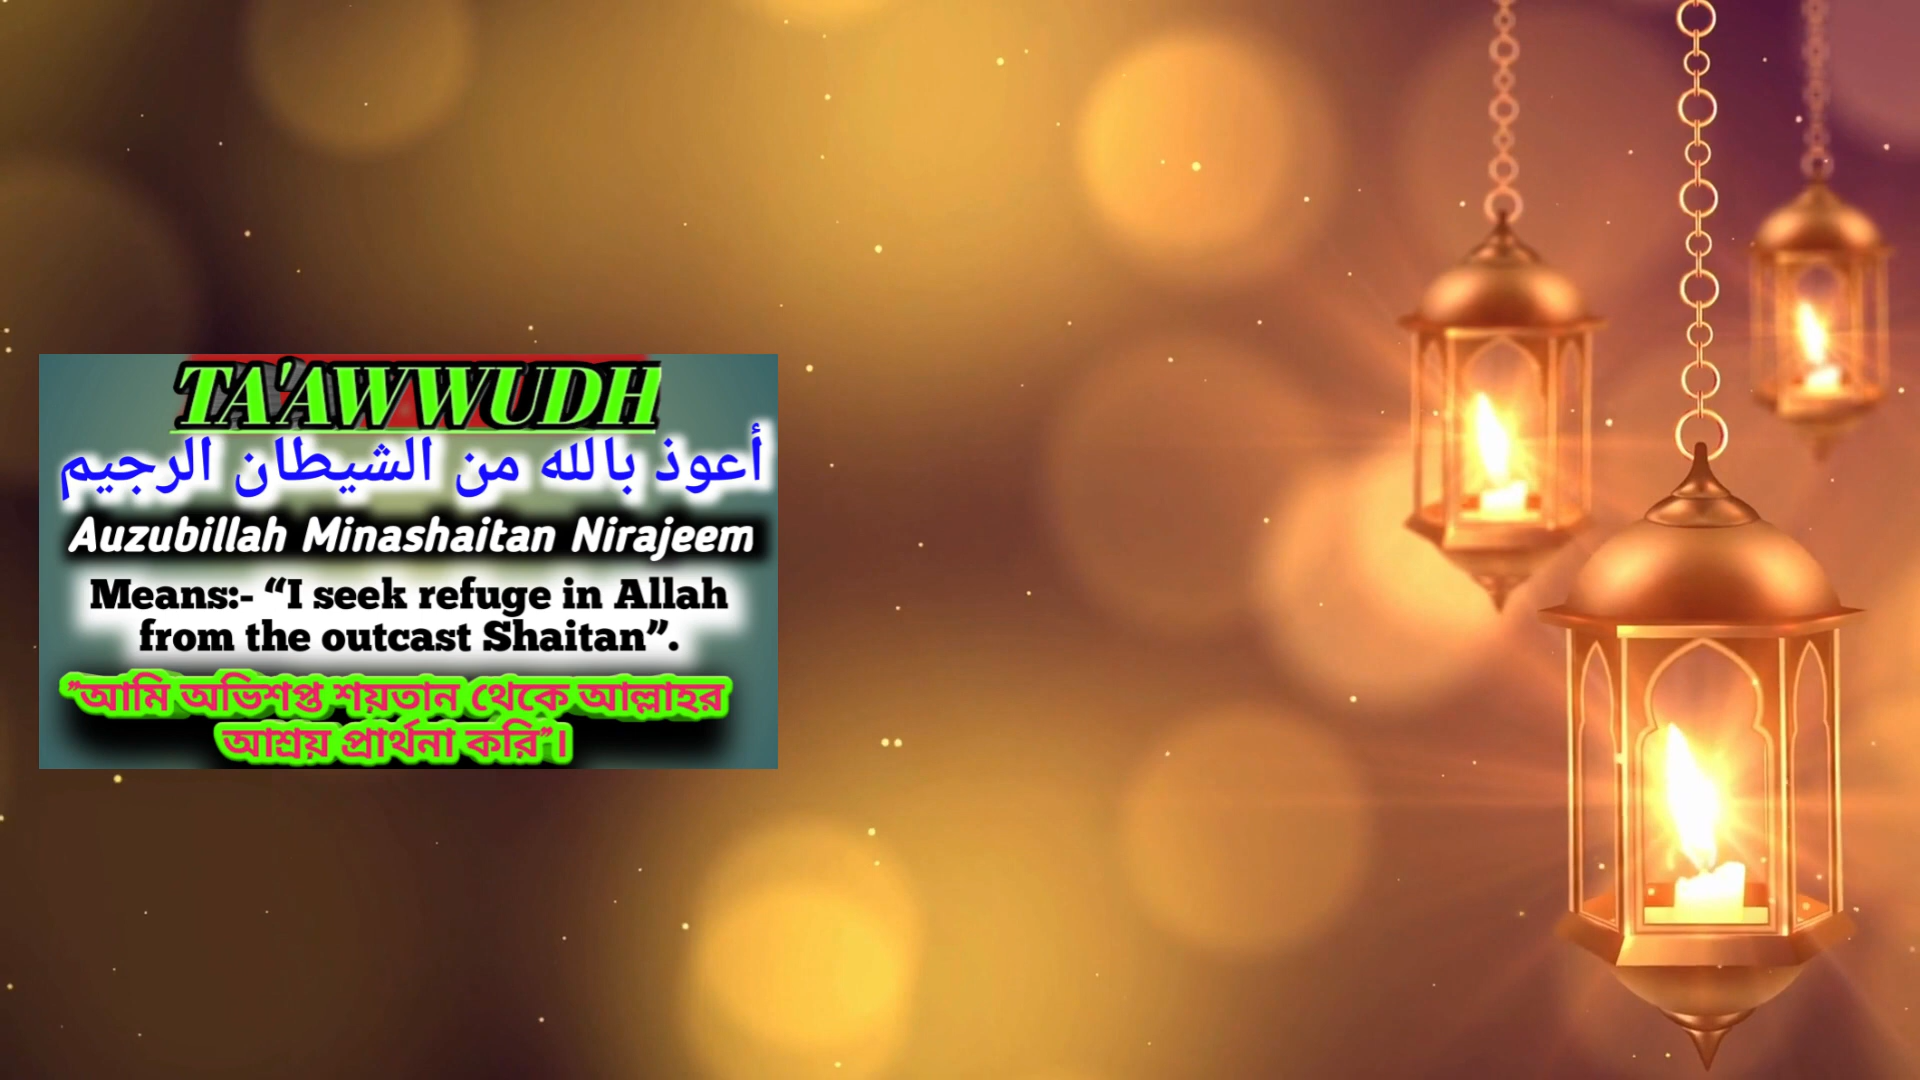 TA'AWWUDH
أعوذ بالله من الشيطان الرجيم
Auzubillah Minashaitan Nirajeem
Means:- “I seek refuge in Allah
from the outcast Shaitan”.
”আমি অভিশপ্ত শয়তান থেকে আল্লাহর
আশ্রয় প্রার্থনা করি”।